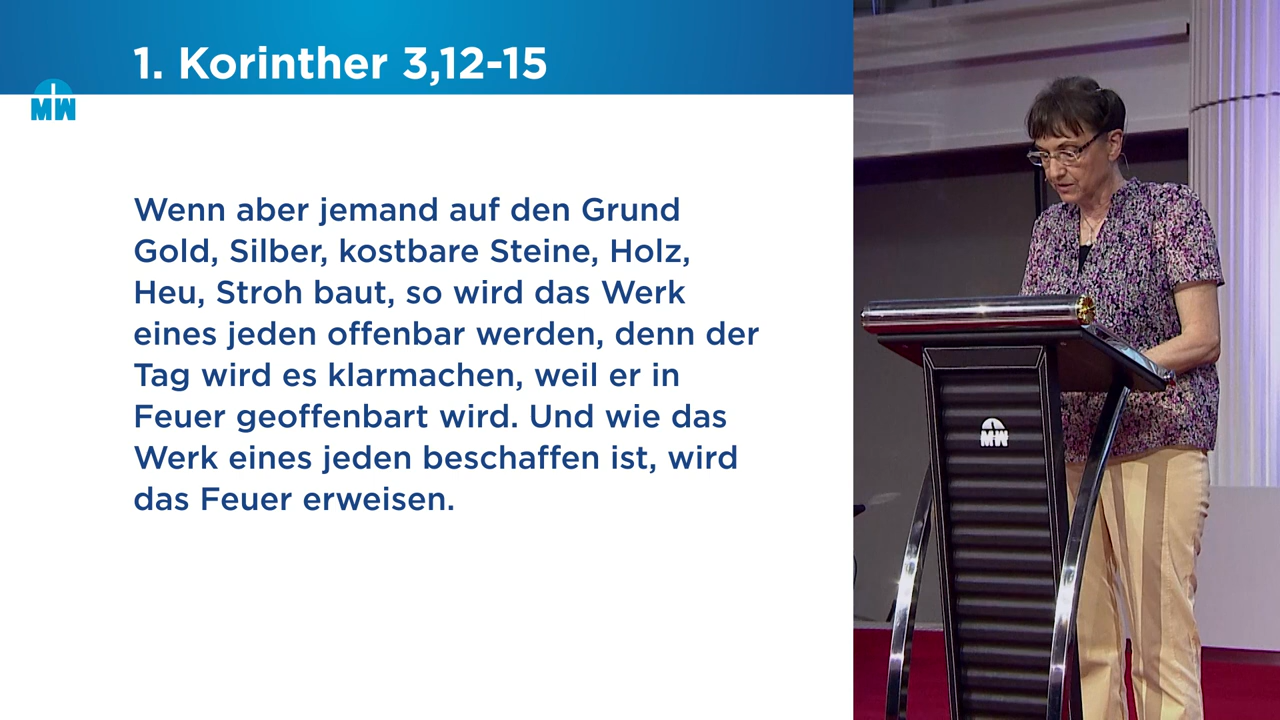 1. Korinther 3,12-15
MW
Wenn aber jemand auf den Grund
Gold, Silber, kostbare Steine, Holz,
Heu, Stroh baut, so wird das Werk
eines jeden offenbar werden, denn der
Tag wird es klarmachen, weil er in
Feuer geoffenbart wird. Und wie das
Werk eines jeden beschaffen ist, wird
das Feuer erweisen.
MW